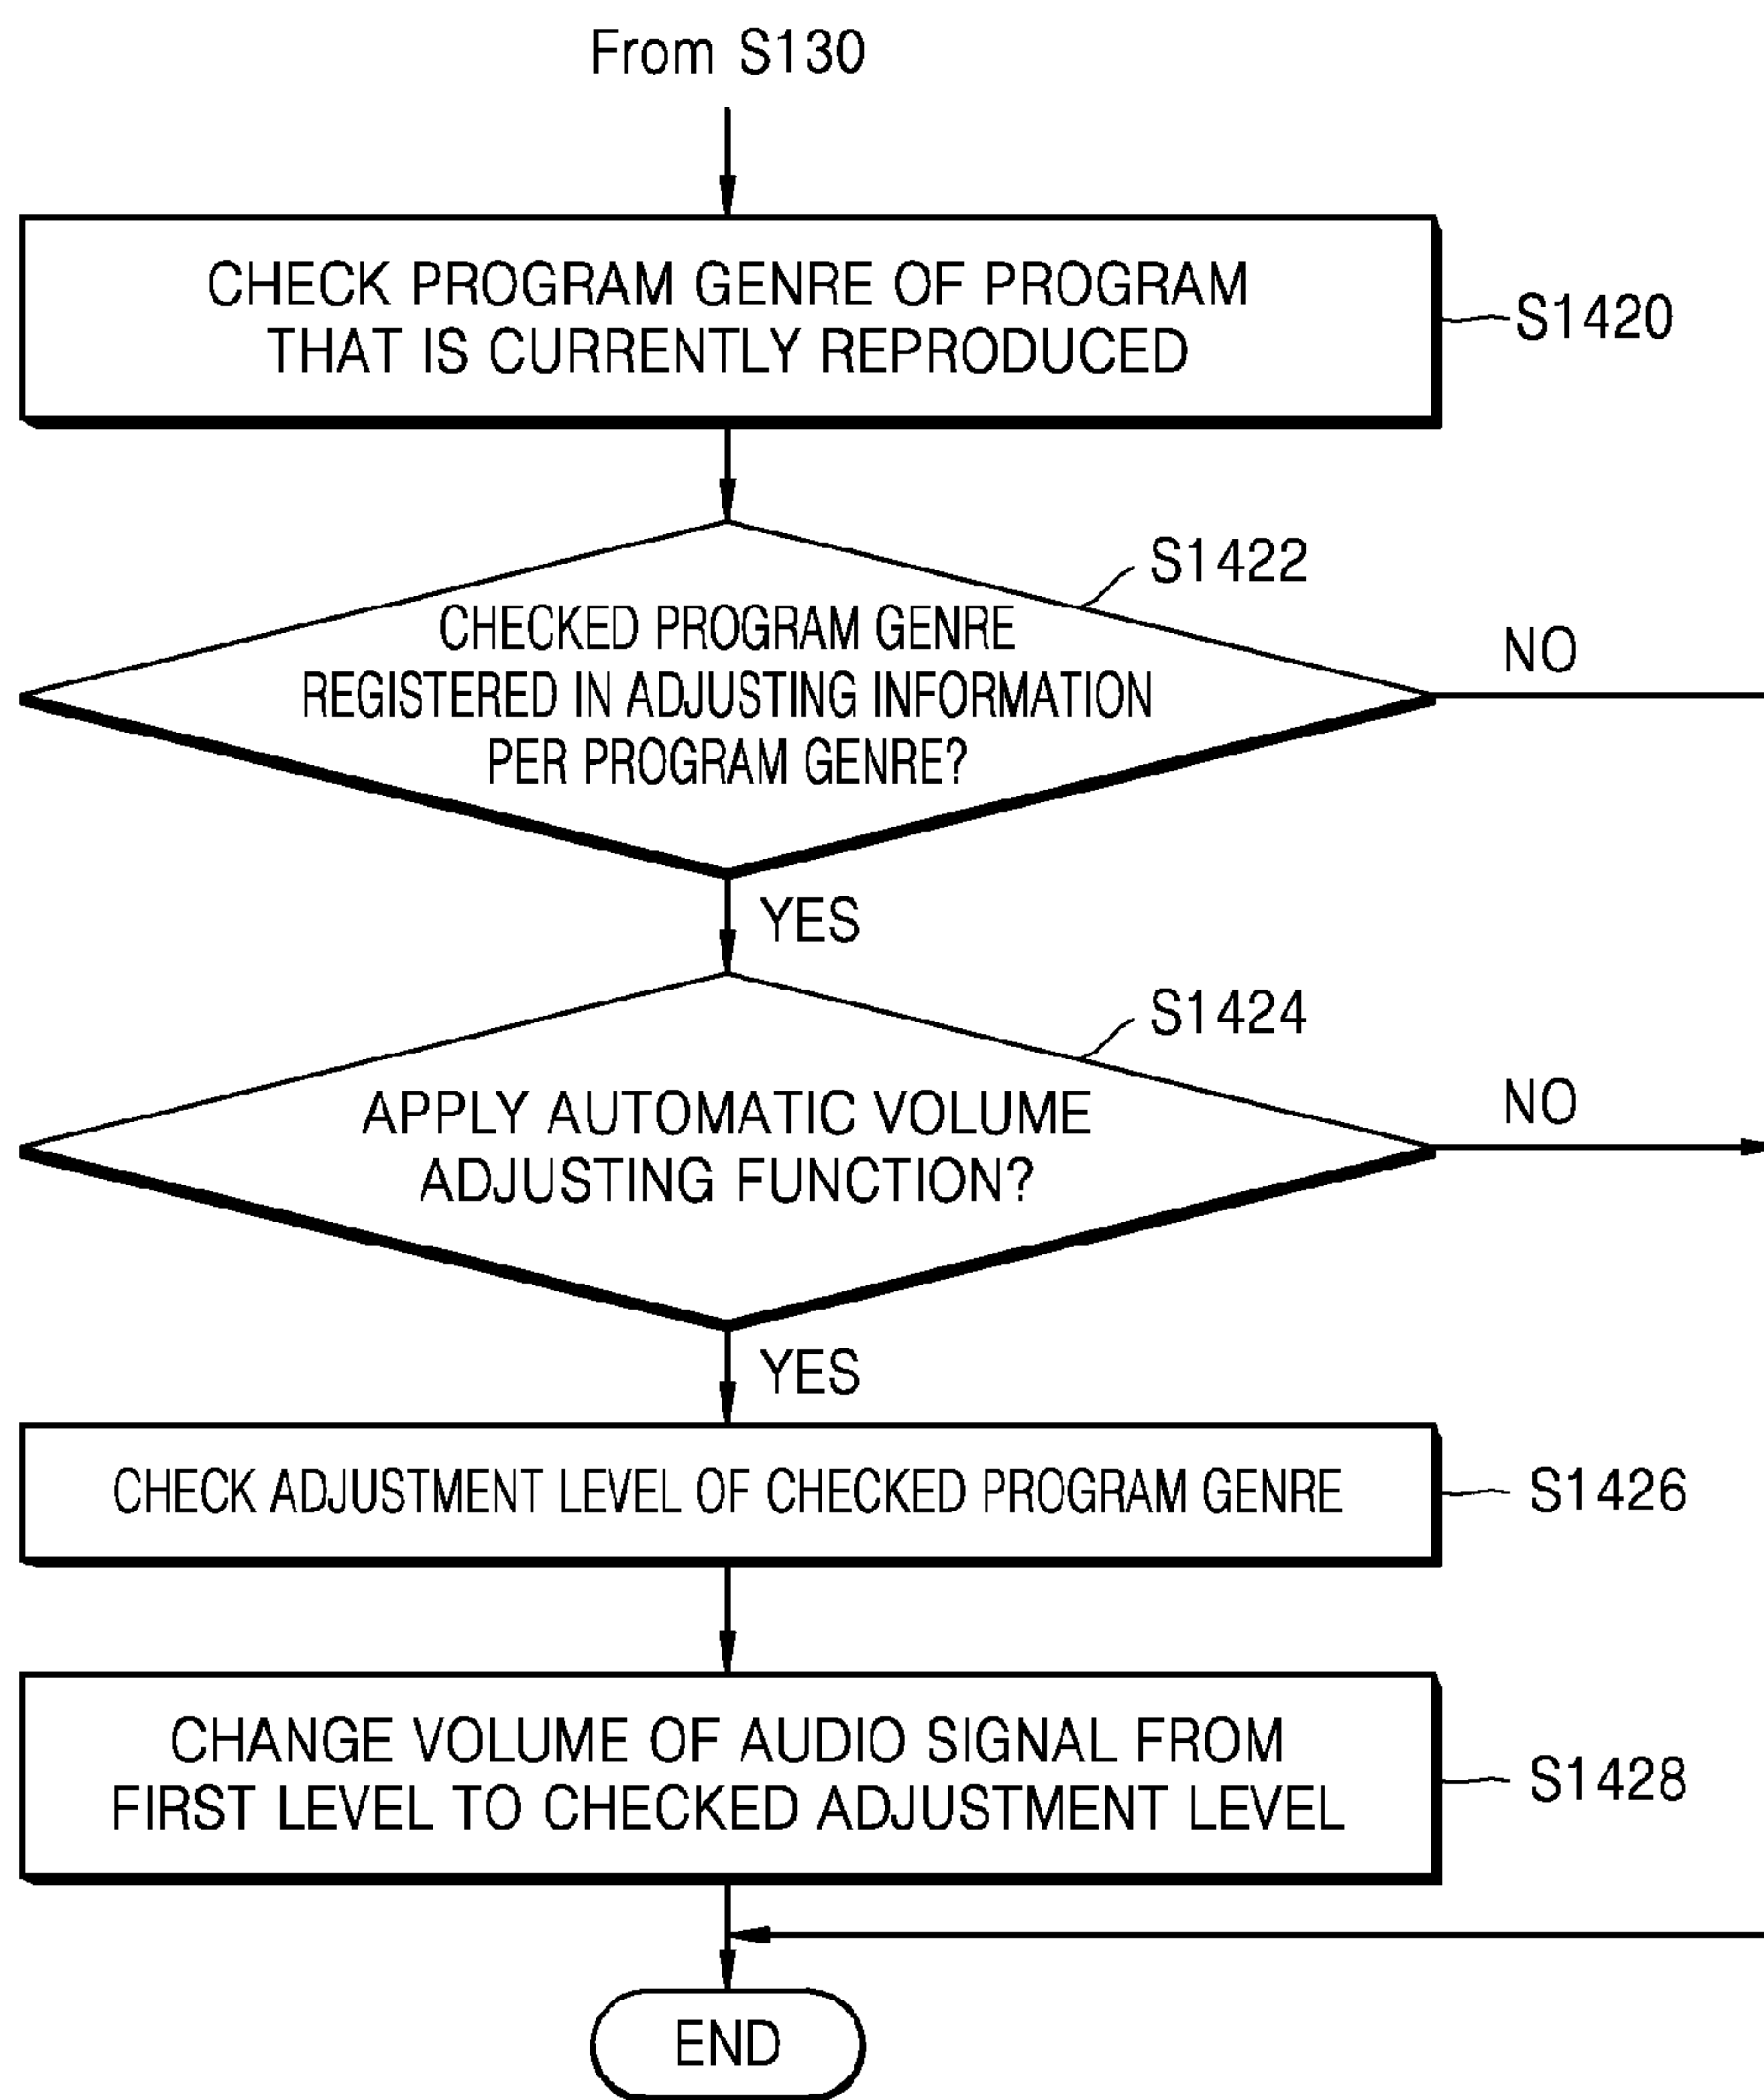 From S130
CHECK PROGRAM GENRE OF PROGRAM
THAT IS CURRENTLY REPRODUCED
S1420
S1422
CHECKED PROGRAM GENRE
REGISTERED IN ADJUSTING INFORMATION
PER PROGRAM GENRE?
NO
YES
S1424
APPLY AUTOMATIC VOLUME
ADJUSTING FUNCTION?
NO
YES
CHECK ADJUSTMENT LEVEL OF CHECKED PROGRAM GENRE
S1426
CHANGE VOLUME OF AUDIO SIGNAL FROM
FIRST LEVEL TO CHECKED ADJUSTMENT LEVEL
S1428
END